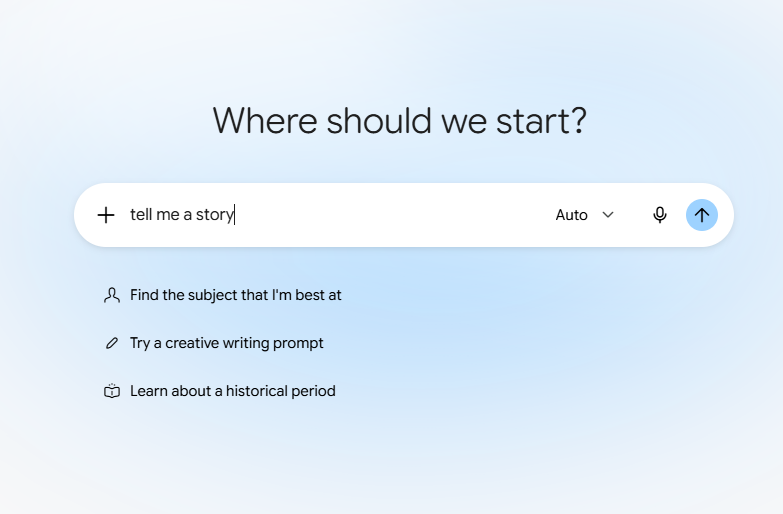 Where should we start?
tell me a story
Auto
Find the subject that I'm best at
Try a creative writing prompt
Learn about a historical period